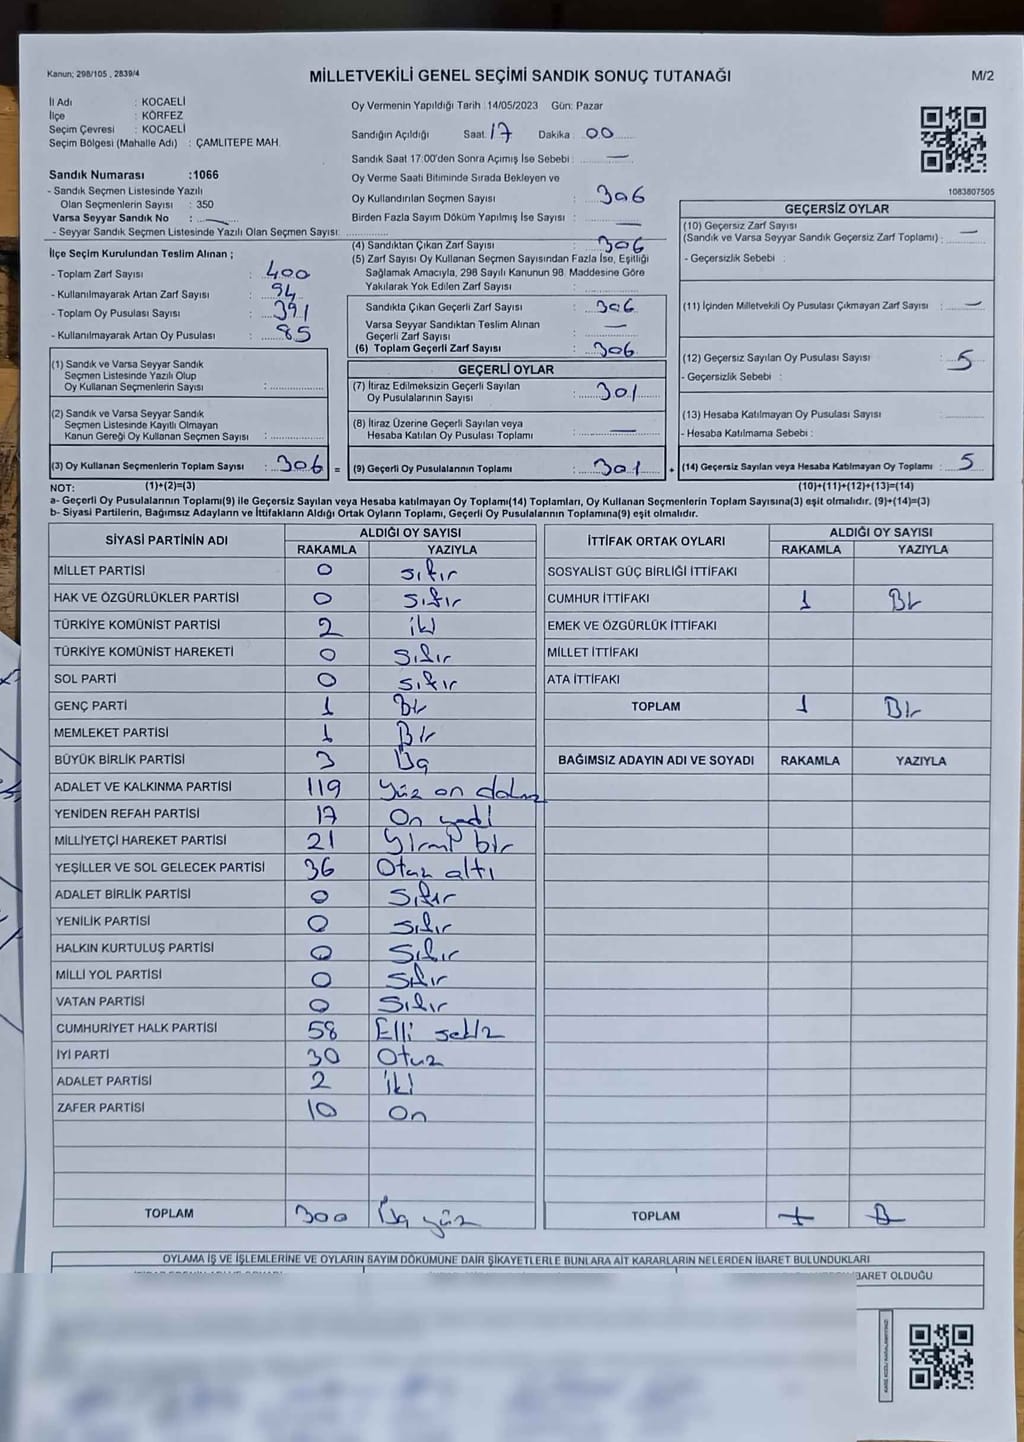 Kanun; 298/105 , 2839/4
MİLLETVEKİLİ GENEL SEÇİMİ SANDIK SONUÇ TUTANAĞI
M/2
İl Adı : KOCAELİ
İlçe : KÖRFEZ
Seçim Çevresi : KOCAELİ
Seçim Bölgesi (Mahalle Adı) : ÇAMLITEPE MAH.
Sandık Numarası :1066
- Sandık Seçmen Listesinde Yazılı
Olan Seçmenlerin Sayısı : 350
Varsa Seyyar Sandık No : —
- Seyyar Sandık Seçmen Listesinde Yazılı Olan Seçmen Sayısı:
Oy Vermenin Yapıldığı Tarih :14/05/2023 Gün: Pazar
Sandığın Açıldığı Saat: 17 Dakika : 00
Sandık Saat 17:00'den Sonra Açımış İse Sebebi : —
Oy Verme Saati Bitiminde Sırada Bekleyen ve
Oy Kullandırılan Seçmen Sayısı : 306
Birden Fazla Sayım Döküm Yapılmış İse Sayısı : —
1083807505
İlçe Seçim Kurulundan Teslim Alınan ;
- Toplam Zarf Sayısı : 400
- Kullanılmayarak Artan Zarf Sayısı : 94
- Toplam Oy Pusulası Sayısı : 391
- Kullanılmayarak Artan Oy Pusulası : 85
(1) Sandık ve Varsa Seyyar Sandık
Seçmen Listesinde Yazılı Olup
Oy Kullanan Seçmenlerin Sayısı :
(2) Sandık ve Varsa Seyyar Sandık
Seçmen Listesinde Kayıtlı Olmayan
Kanun Gereği Oy Kullanan Seçmen Sayısı :
(3) Oy Kullanan Seçmenlerin Toplam Sayısı : 306 =
(4) Sandıktan Çıkan Zarf Sayısı : 306
(5) Zarf Sayısı Oy Kullanan Seçmen Sayısından Fazla İse, Eşitliği
Sağlamak Amacıyla, 298 Sayılı Kanunun 98. Maddesine Göre
Yakılarak Yok Edilen Zarf Sayısı :
Sandıkta Çıkan Geçerli Zarf Sayısı : 306
Varsa Seyyar Sandıktan Teslim Alınan —
Geçerli Zarf Sayısı :
(6) Toplam Geçerli Zarf Sayısı : 306
GEÇERLİ OYLAR
(7) İtiraz Edilmeksizin Geçerli Sayılan
Oy Pusulalarının Sayısı : 301
(8) İtiraz Üzerine Geçerli Sayılan veya
Hesaba Katılan Oy Pusulası Toplamı : —
(9) Geçerli Oy Pusulalarının Toplamı : 301 +
GEÇERSİZ OYLAR
(10) Geçersiz Zarf Sayısı
(Sandık ve Varsa Seyyar Sandık Geçersiz Zarf Toplamı) : —
- Geçersizlik Sebebi :
(11) İçinden Milletvekili Oy Pusulası Çıkmayan Zarf Sayısı : —
(12) Geçersiz Sayılan Oy Pusulası Sayısı : 5
- Geçersizlik Sebebi :
(13) Hesaba Katılmayan Oy Pusulası Sayısı
- Hesaba Katılmama Sebebi :
(14) Geçersiz Sayılan veya Hesaba Katılmayan Oy Toplamı : 5
NOT: (1)+(2)=(3) (10)+(11)+(12)+(13)=(14)
a- Geçerli Oy Pusulalarının Toplamı(9) ile Geçersiz Sayılan veya Hesaba katılmayan Oy Toplamı(14) Toplamları, Oy Kullanan Seçmenlerin Toplam Sayısına(3) eşit olmalıdır. (9)+(14)=(3)
b- Siyasi Partilerin, Bağımsız Adayların ve İttifakların Aldığı Ortak Oyların Toplamı, Geçerli Oy Pusulalarının Toplamına(9) eşit olmalıdır.
SİYASİ PARTİNİN ADI ALDIĞI OY SAYISI
RAKAMLA YAZIYLA
MİLLET PARTİSİ 0 sıfır
HAK VE ÖZGÜRLÜKLER PARTİSİ 0 Sıfır
TÜRKİYE KOMÜNİST PARTİSİ 2 iki
TÜRKİYE KOMÜNİST HAREKETİ 0 Sıfır
SOL PARTİ 0 sıfır
GENÇ PARTİ 1 Bir
MEMLEKET PARTİSİ 1 Bir
BÜYÜK BİRLİK PARTİSİ 3 Üç
ADALET VE KALKINMA PARTİSİ 119 Yüz on dokuz
YENİDEN REFAH PARTİSİ 17 On yedi
MİLLİYETÇİ HAREKET PARTİSİ 21 Yirmi bir
YEŞİLLER VE SOL GELECEK PARTİSİ 36 Otuz altı
ADALET BİRLİK PARTİSİ 0 Sıfır
YENİLİK PARTİSİ 0 Sıfır
HALKIN KURTULUŞ PARTİSİ 0 Sıfır
MİLLİ YOL PARTİSİ 0 Sıfır
VATAN PARTİSİ 0 Sıfır
CUMHURİYET HALK PARTİSİ 58 Elli sekiz
İYİ PARTİ 30 Otuz
ADALET PARTİSİ 2 iki
ZAFER PARTİSİ 10 On
TOPLAM 300 Üç yüz
İTTİFAK ORTAK OYLARI ALDIĞI OY SAYISI
RAKAMLA YAZIYLA
SOSYALİST GÜÇ BİRLİĞİ İTTİFAKI
CUMHUR İTTİFAKI 1 Bir
EMEK VE ÖZGÜRLÜK İTTİFAKI
MİLLET İTTİFAKI
ATA İTTİFAKI
TOPLAM 1 Bir
BAĞIMSIZ ADAYIN ADI VE SOYADI RAKAMLA YAZIYLA
TOPLAM
OYLAMA İŞ VE İŞLEMLERİNE VE OYLARIN SAYIM DÖKÜMÜNE DAİR ŞİKAYETLERLE BUNLARA AİT KARARLARIN NELERDEN İBARET BULUNDUKLARI
BARET OLDUĞU